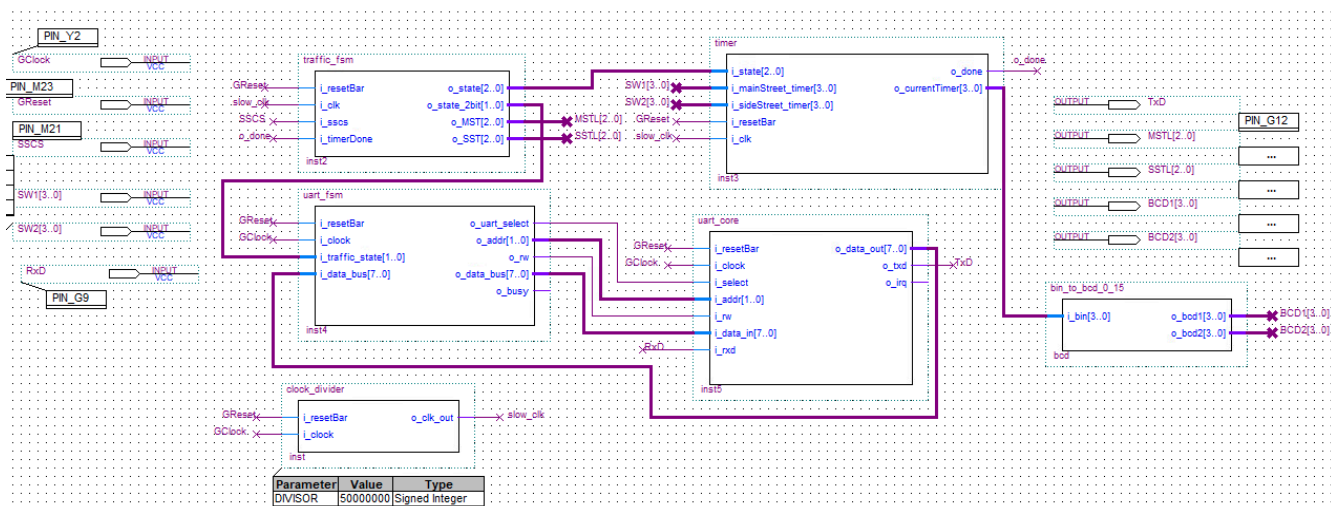 PIN_Y2
GClock INPUT VCC
PIN_M23
GReset INPUT VCC
PIN_M21
SSCS INPUT VCC
SW1[3..0] INPUT VCC
SW2[3..0] INPUT VCC
RxD INPUT VCC
PIN_G9
traffic_fsm
GReset i_resetBar o_state[2..0]
slow_clk i_clk o_state_2bit[1..0]
SSCS i_sscs o_MST[2..0] MSTL[2..0]
o_done i_timerDone o_SST[2..0] SSTL[2..0]
inst2
timer
i_state[2..0] o_done o_done
SW1[3..0] i_mainStreet_timer[3..0] o_currentTimer[3..0]
SW2[3..0] i_sideStreet_timer[3..0]
GReset i_resetBar
slow_clk i_clk
inst3
OUTPUT TxD
PIN_G12
OUTPUT MSTL[2..0]
...
OUTPUT SSTL[2..0]
...
OUTPUT BCD1[3..0]
...
OUTPUT BCD2[3..0]
...
uart_fsm
GReset i_resetBar o_uart_select
GClock i_clock o_addr[1..0]
i_traffic_state[1..0] o_rw
i_data_bus[7..0] o_data_bus[7..0]
o_busy
inst4
uart_core
GReset i_resetBar o_data_out[7..0]
GClock i_clock o_txd TxD
i_select o_irq
i_addr[1..0]
i_rw
i_data_in[7..0]
RxD i_rxd
inst5
bin_to_bcd_0_15
i_bin[3..0] o_bcd1[3..0] BCD1[3..0]
o_bcd2[3..0] BCD2[3..0]
bcd
clock_divider
GReset i_resetBar o_clk_out slow_clk
GClock i_clock
inst
Parameter Value Type
DIVISOR 50000000 Signed Integer